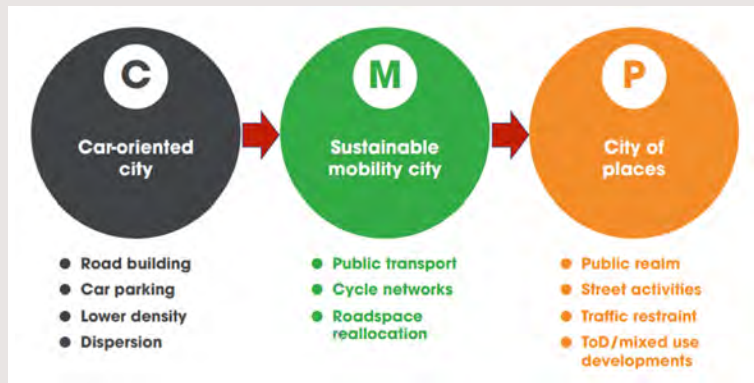 C
Car-oriented
city
● Road building
● Car parking
● Lower density
● Dispersion
M
Sustainable
mobility city
● Public transport
● Cycle networks
● Roadspace
reallocation
P
City of
places
● Public realm
● Street activities
● Traffic restraint
● ToD/mixed use
developments